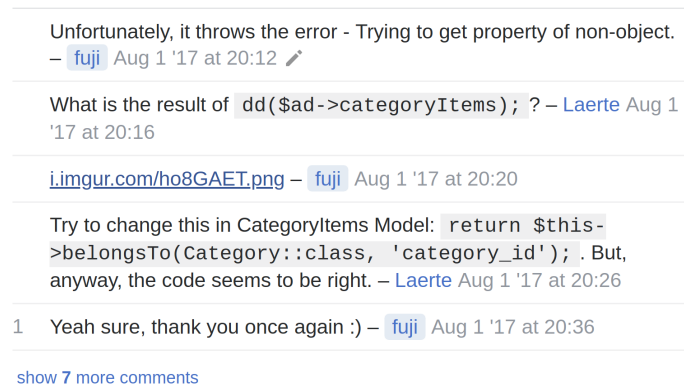 Unfortunately, it throws the error - Trying to get property of non-object.
– fuji Aug 1 '17 at 20:12
What is the result of dd($ad->categoryItems); ? – Laerte Aug 1
'17 at 20:16
i.imgur.com/ho8GAET.png – fuji Aug 1 '17 at 20:20
Try to change this in CategoryItems Model: return $this-
>belongsTo(Category::class, 'category_id'); . But,
anyway, the code seems to be right. – Laerte Aug 1 '17 at 20:26
1 Yeah sure, thank you once again :) – fuji Aug 1 '17 at 20:36
show 7 more comments